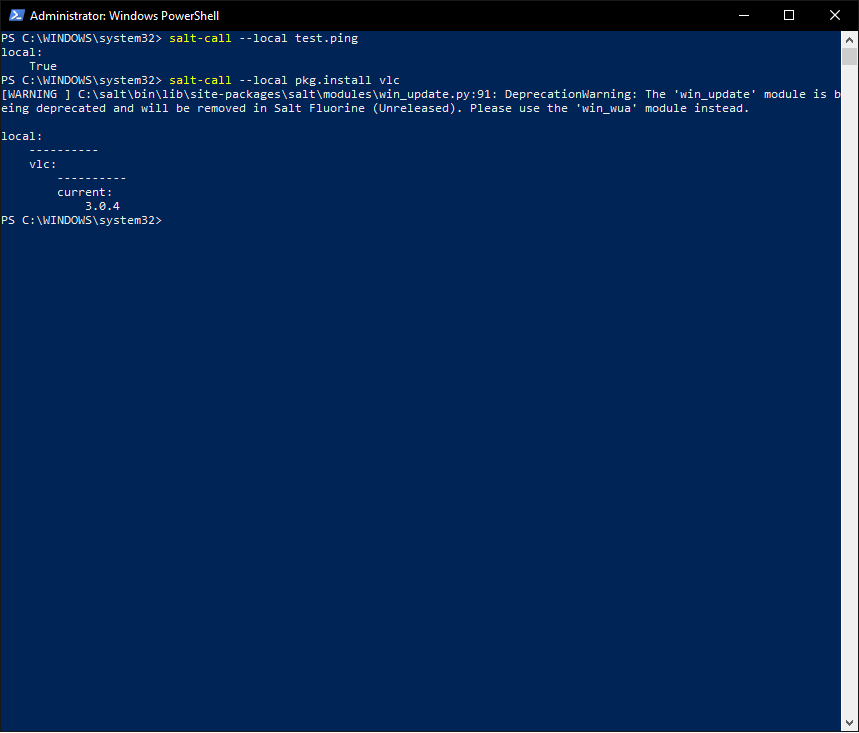 Administrator: Windows PowerShell
PS C:\WINDOWS\system32> salt-call --local test.ping
local:
    True
PS C:\WINDOWS\system32> salt-call --local pkg.install vlc
[WARNING ] C:\salt\bin\lib\site-packages\salt\modules\win_update.py:91: DeprecationWarning: The 'win_update' module is b
eing deprecated and will be removed in Salt Fluorine (Unreleased). Please use the 'win_wua' module instead.
local:
    ----------
    vlc:
        ----------
        current:
            3.0.4
PS C:\WINDOWS\system32>